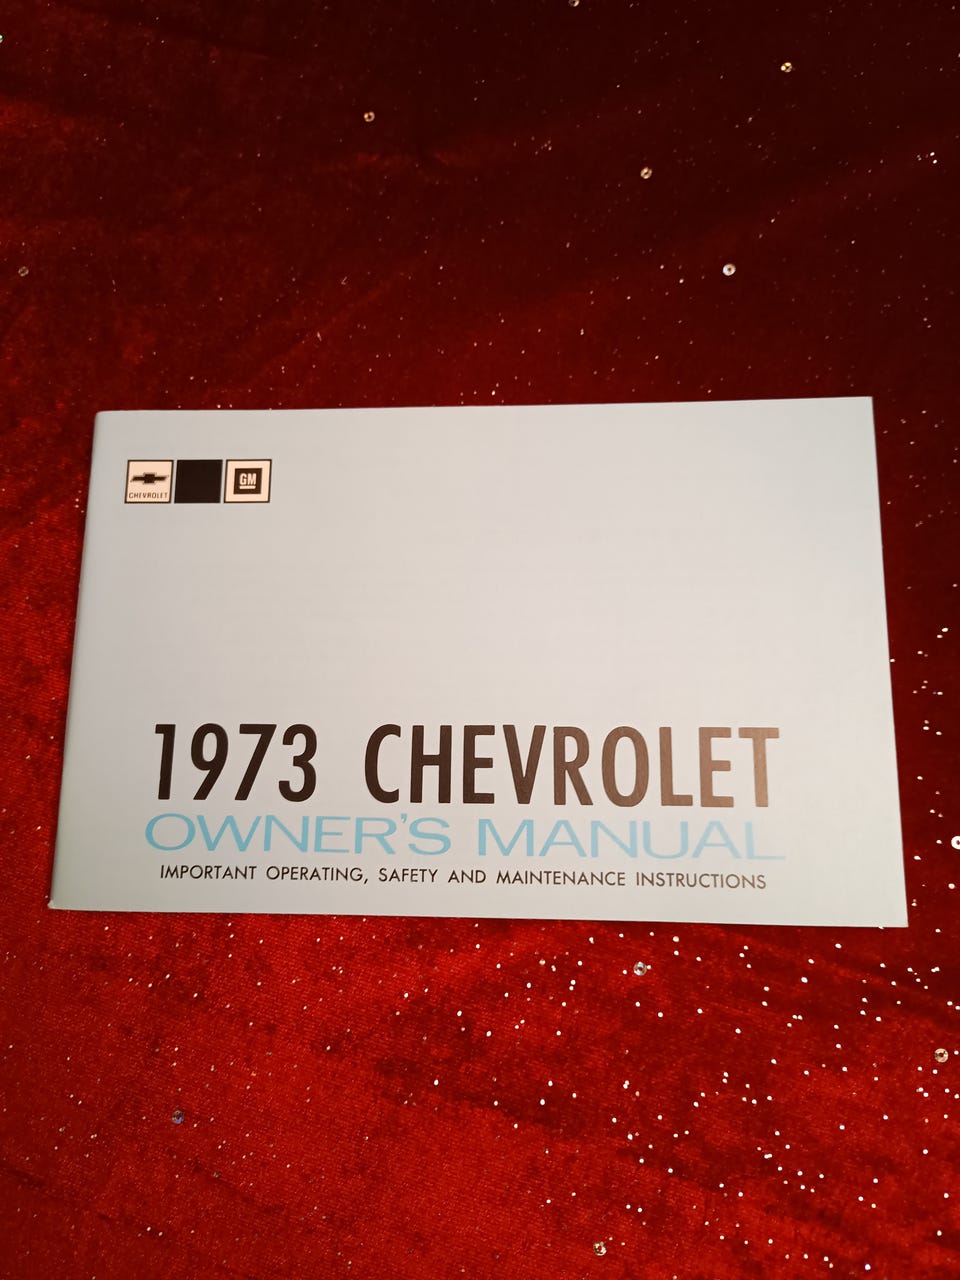 CHEVROLET
GM
1973 CHEVROLET
OWNER'S MANUAL
IMPORTANT OPERATING, SAFETY AND MAINTENANCE INSTRUCTIONS